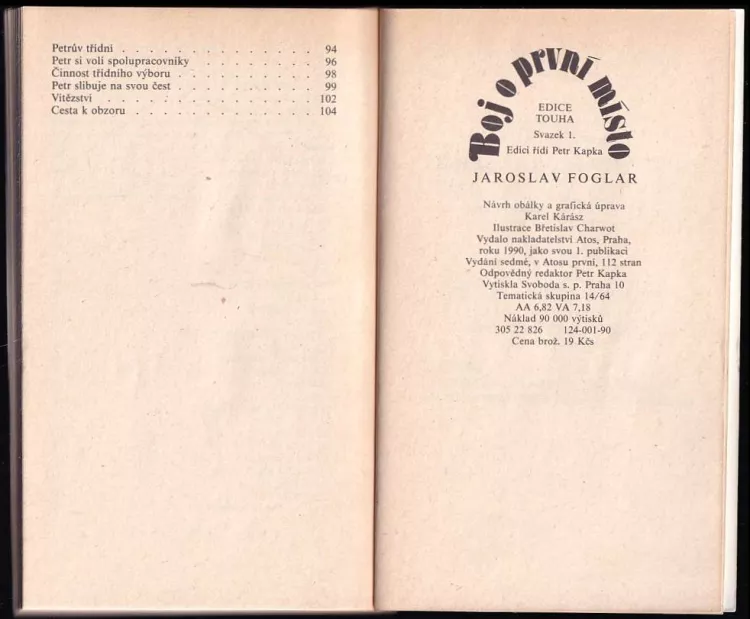 Petrův třídní . . . . . . . . . . . . . . 94
Petr si volí spolupracovníky . . . . . . . . . 96
Činnost třídního výboru . . . . . . . . . . 98
Petr slibuje na svou čest . . . . . . . . . . 99
Vítězství . . . . . . . . . . . . . . . 102
Cesta k obzoru . . . . . . . . . . . . . 104
Boj o první místo
EDICE
TOUHA
Svazek 1.
Edici řídí Petr Kapka
JAROSLAV FOGLAR
Návrh obálky a grafická úprava
Karel Kárász
Ilustrace Břetislav Charwot
Vydalo nakladatelství Atos, Praha,
roku 1990, jako svou 1. publikaci
Vydání sedmé, v Atosu první, 112 stran
Odpovědný redaktor Petr Kapka
Vytiskla Svoboda s. p. Praha 10
Tematická skupina 14/64
AA 6,82 VA 7,18
Náklad 90 000 výtisků
305 22 826 124-001-90
Cena brož. 19 Kčs